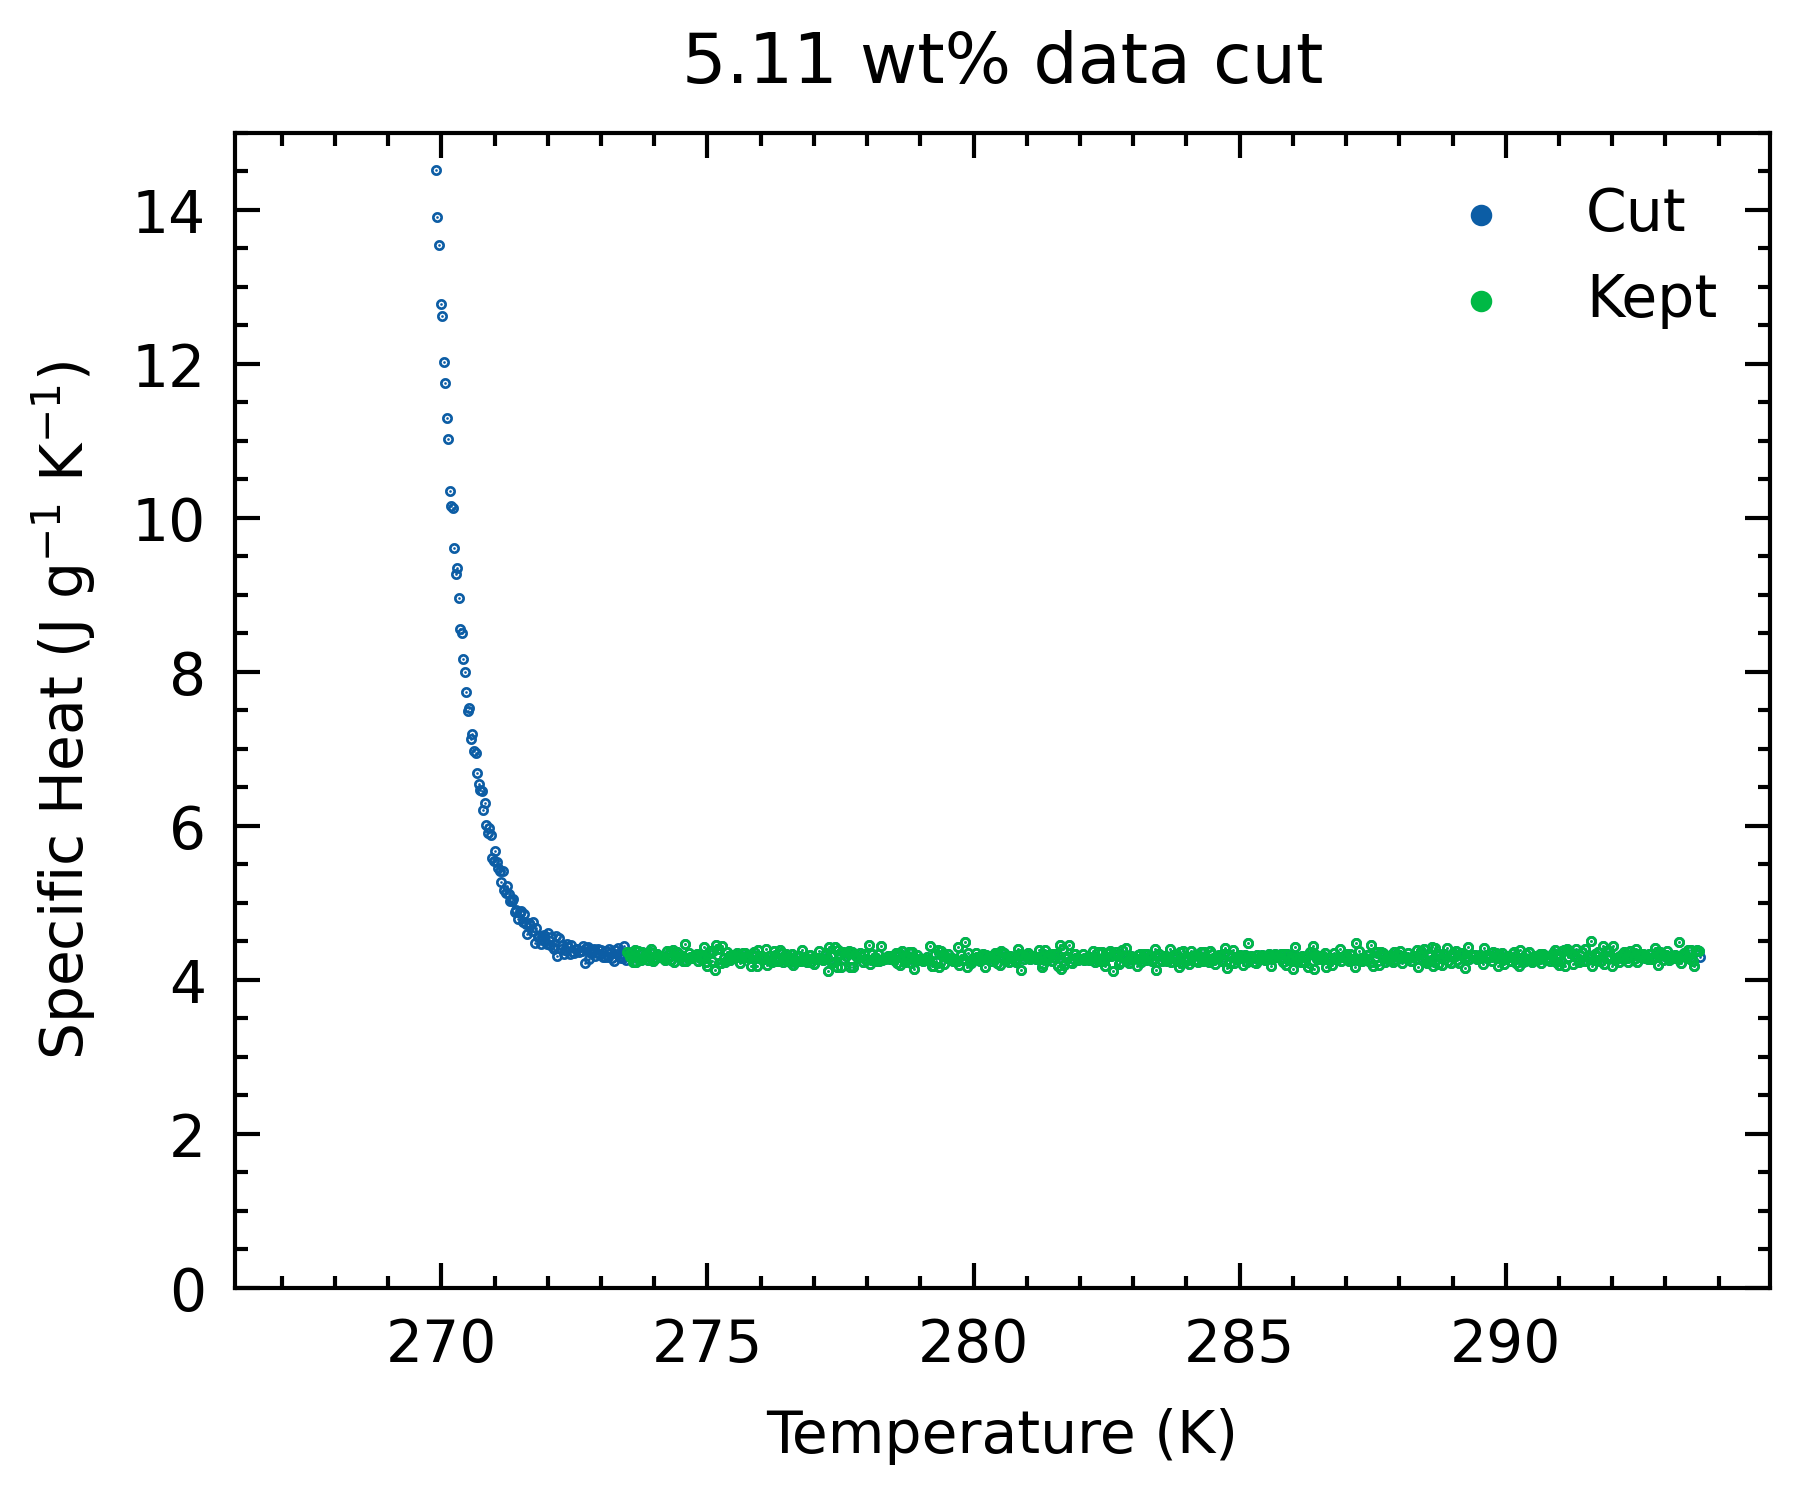 5.11 wt% data cut
Cut
Kept
14
12
10
8
6
4
2
0
Specific Heat (J g⁻¹ K⁻¹)
270 275 280 285 290
Temperature (K)